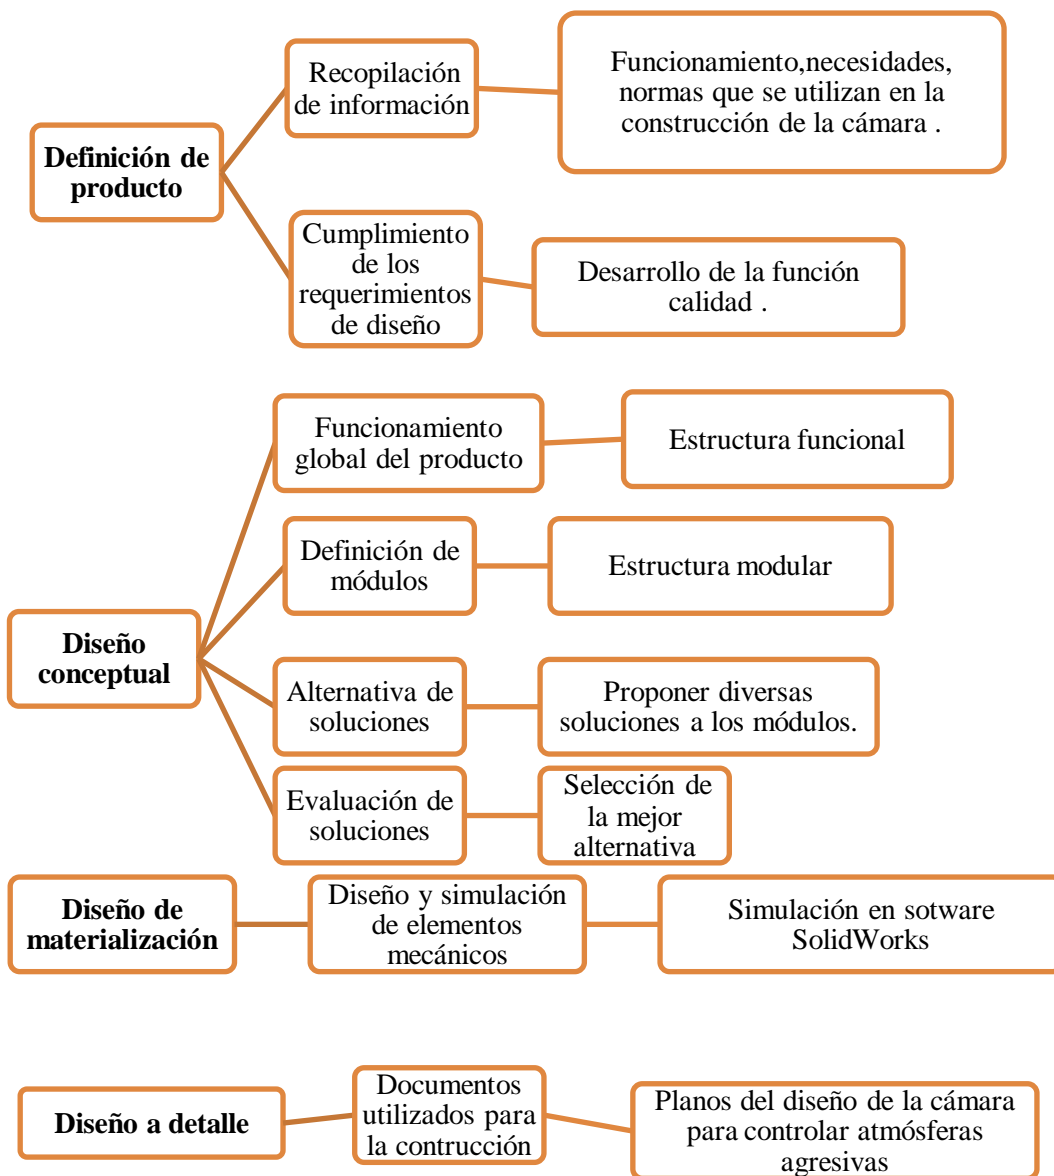 Definición de
producto
Recopilación
de información
Funcionamiento,necesidades,
normas que se utilizan en la
construcción de la cámara .
Cumplimiento
de los
requerimientos
de diseño
Desarrollo de la función
calidad .
Diseño
conceptual
Funcionamiento
global del producto
Estructura funcional
Definición de
módulos
Estructura modular
Alternativa de
soluciones
Proponer diversas
soluciones a los módulos.
Evaluación de
soluciones
Selección de
la mejor
alternativa
Diseño de
materialización
Diseño y simulación
de elementos
mecánicos
Simulación en sotware
SolidWorks
Diseño a detalle
Documentos
utilizados para
la contrucción
Planos del diseño de la cámara
para controlar atmósferas
agresivas